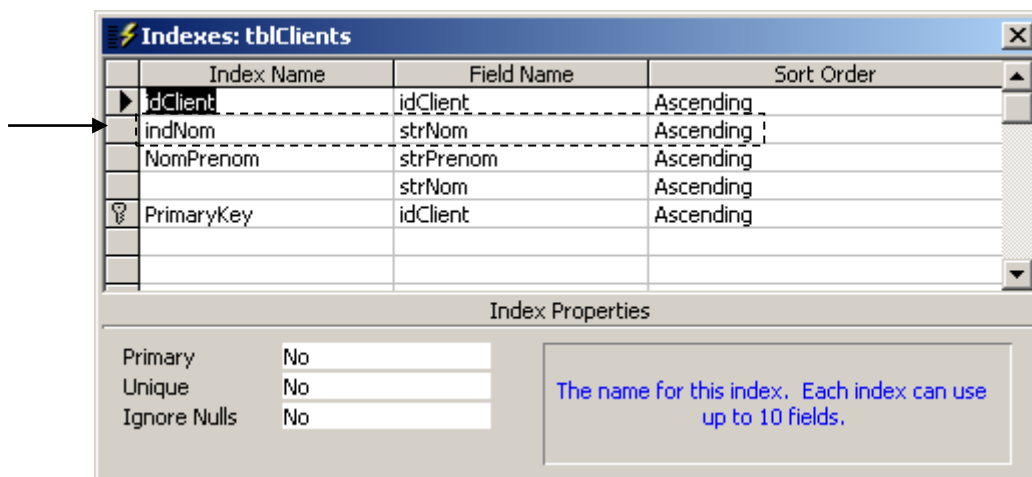 Indexes: tblClients
Index Name Field Name Sort Order
idClient idClient Ascending
indNom strNom Ascending
NomPrenom strPrenom Ascending
strNom Ascending
PrimaryKey idClient Ascending
Index Properties
Primary No
Unique No
Ignore Nulls No
The name for this index. Each index can use
up to 10 fields.